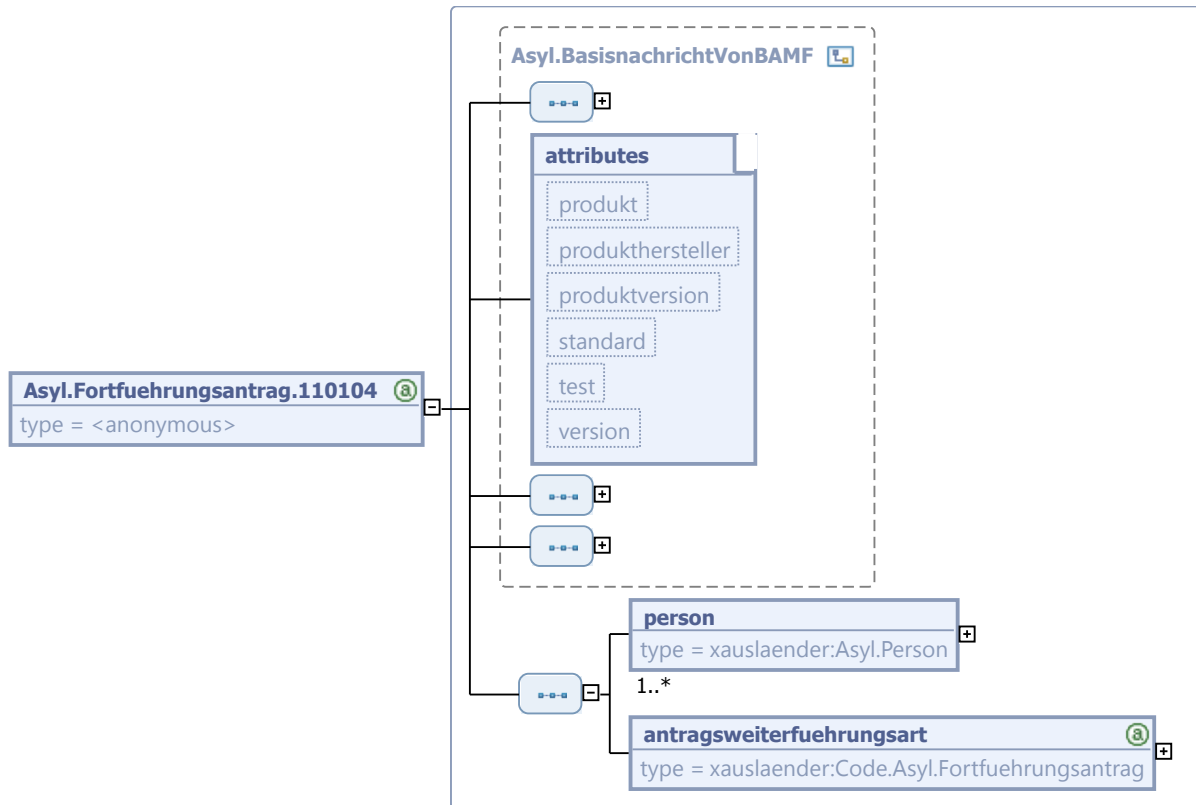 Asyl.BasisnachrichtVonBAMF
attributes
produkt
produkthersteller
produktversion
standard
test
version
Asyl.Fortfuehrungsantrag.110104
type = <anonymous>
person
type = xauslaender:Asyl.Person
1..*
antragsweiterfuehrungsart
type = xauslaender:Code.Asyl.Fortfuehrungsantrag